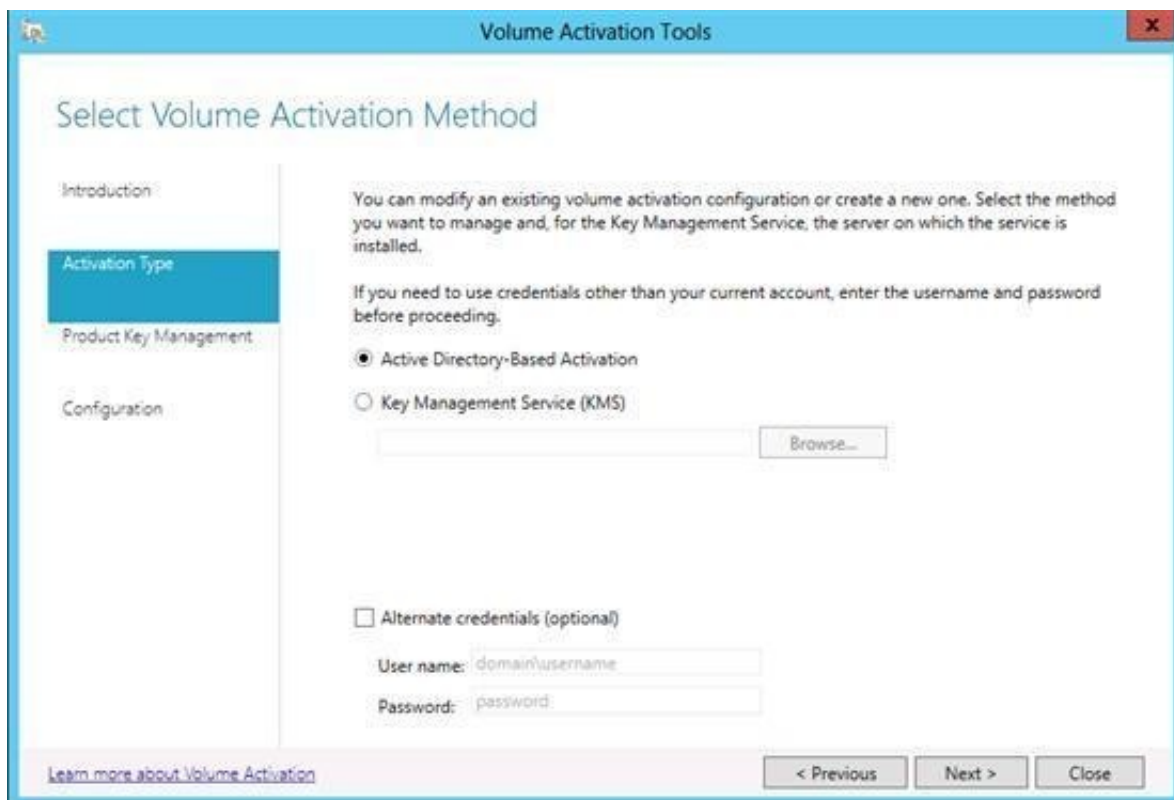 Volume Activation Tools
x
Select Volume Activation Method
Introduction
Activation Type
Product Key Management
Configuration
You can modify an existing volume activation configuration or create a new one. Select the method
you want to manage and, for the Key Management Service, the server on which the service is
installed.
If you need to use credentials other than your current account, enter the username and password
before proceeding.
Active Directory-Based Activation
Key Management Service (KMS)
Browse...
Alternate credentials (optional)
User name: domain\username
Password: password
Learn more about Volume Activation
< Previous Next > Close